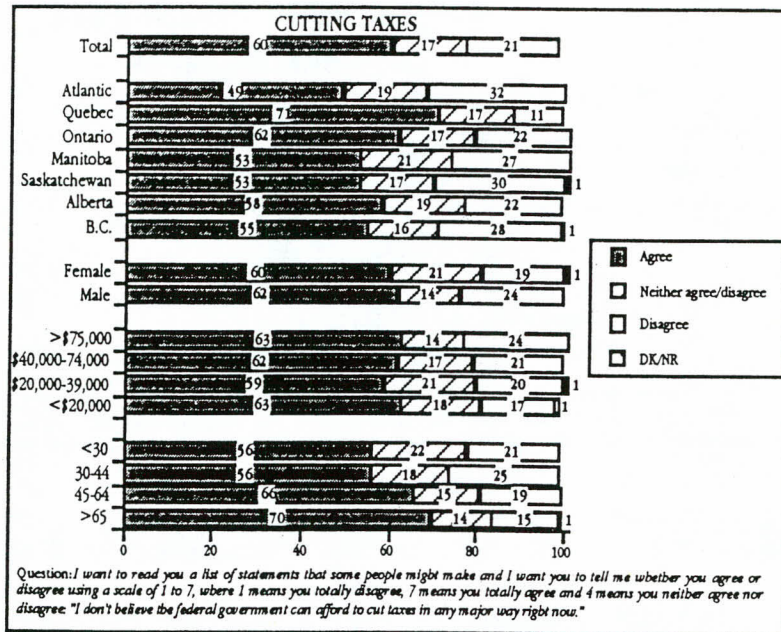 CUTTING TAXES
Total 60 17 21
Atlantic 49 19 32
Quebec 71 17 11
Ontario 62 17 22
Manitoba 53 21 27
Saskatchewan 53 17 30 1
Alberta 58 19 22
B.C. 55 16 28 1
Female 60 21 19 1
Male 62 14 24
>$75,000 63 14 24
$40,000-74,000 62 17 21
$20,000-39,000 59 21 20 1
<$20,000 63 18 17 1
<30 56 22 21
30-44 56 18 25
45-64 66 15 19
>65 70 14 15 1
0 20 40 60 80 100
Agree
Neither agree/disagree
Disagree
DK/NR
Question: I want to read you a list of statements that some people might make and I want you to tell me whether you agree or
disagree using a scale of 1 to 7, where 1 means you totally disagree, 7 means you totally agree and 4 means you neither agree nor
disagree: "I don't believe the federal government can afford to cut taxes in any major way right now."